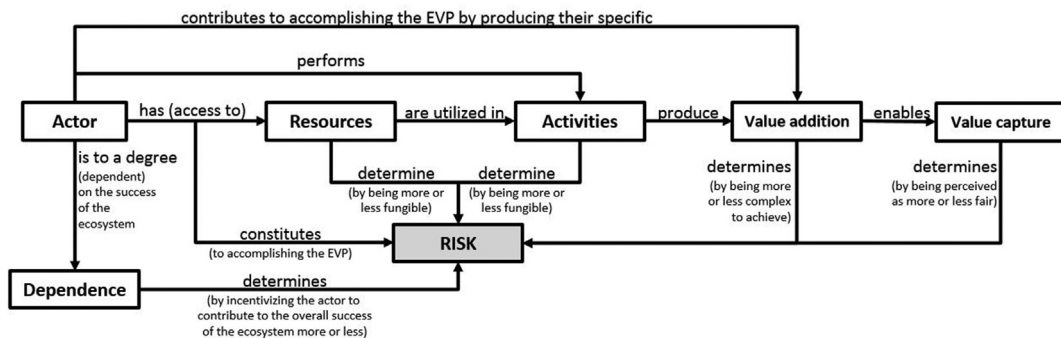 contributes to accomplishing the EVP by producing their specific
performs
Actor
has (access to)
Resources
are utilized in
Activities
produce
Value addition
enables
Value capture
is to a degree
(dependent)
on the success
of the
ecosystem
determine
(by being more or
less fungible)
determine
(by being more or
less fungible)
determines
(by being more
or less complex
to achieve)
determines
(by being perceived
as more or less fair)
constitutes
(to accomplishing the EVP)
RISK
Dependence
determines
(by incentivizing the actor to
contribute to the overall success
of the ecosystem more or less)